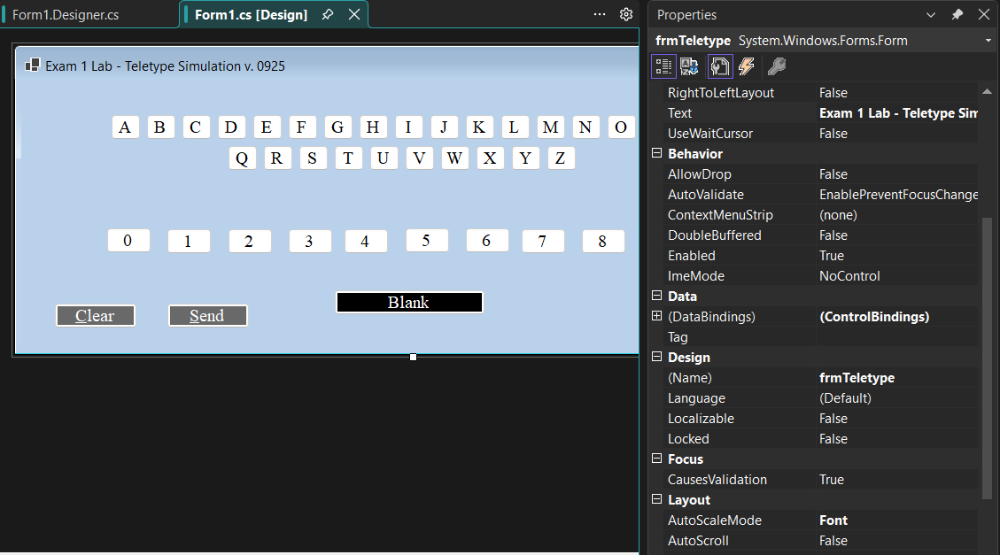 Form1.Designer.cs
Form1.cs [Design]
Exam 1 Lab - Teletype Simulation v. 0925
A B C D E F G H I J K L M N O
Q R S T U V W X Y Z
0 1 2 3 4 5 6 7 8
Blank
Clear Send
Properties
frmTeletype System.Windows.Forms.Form
RightToLeftLayout False
Text Exam 1 Lab - Teletype Sim
UseWaitCursor False
Behavior
AllowDrop False
AutoValidate EnablePreventFocusChange
ContextMenuStrip (none)
DoubleBuffered False
Enabled True
ImeMode NoControl
Data
(DataBindings) (ControlBindings)
Tag
Design
(Name) frmTeletype
Language (Default)
Localizable False
Locked False
Focus
CausesValidation True
Layout
AutoScaleMode Font
AutoScroll False